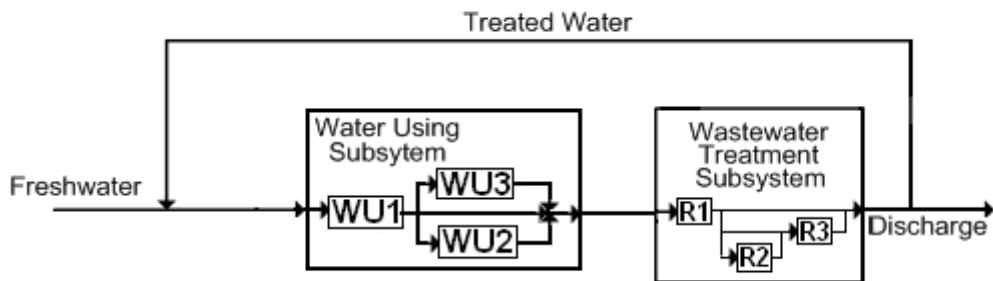 Treated Water
Water Using
Subsytem
Wastewater
Treatment
Subsystem
Freshwater
WU1
WU3
WU2
R1
R2
R3
Discharge